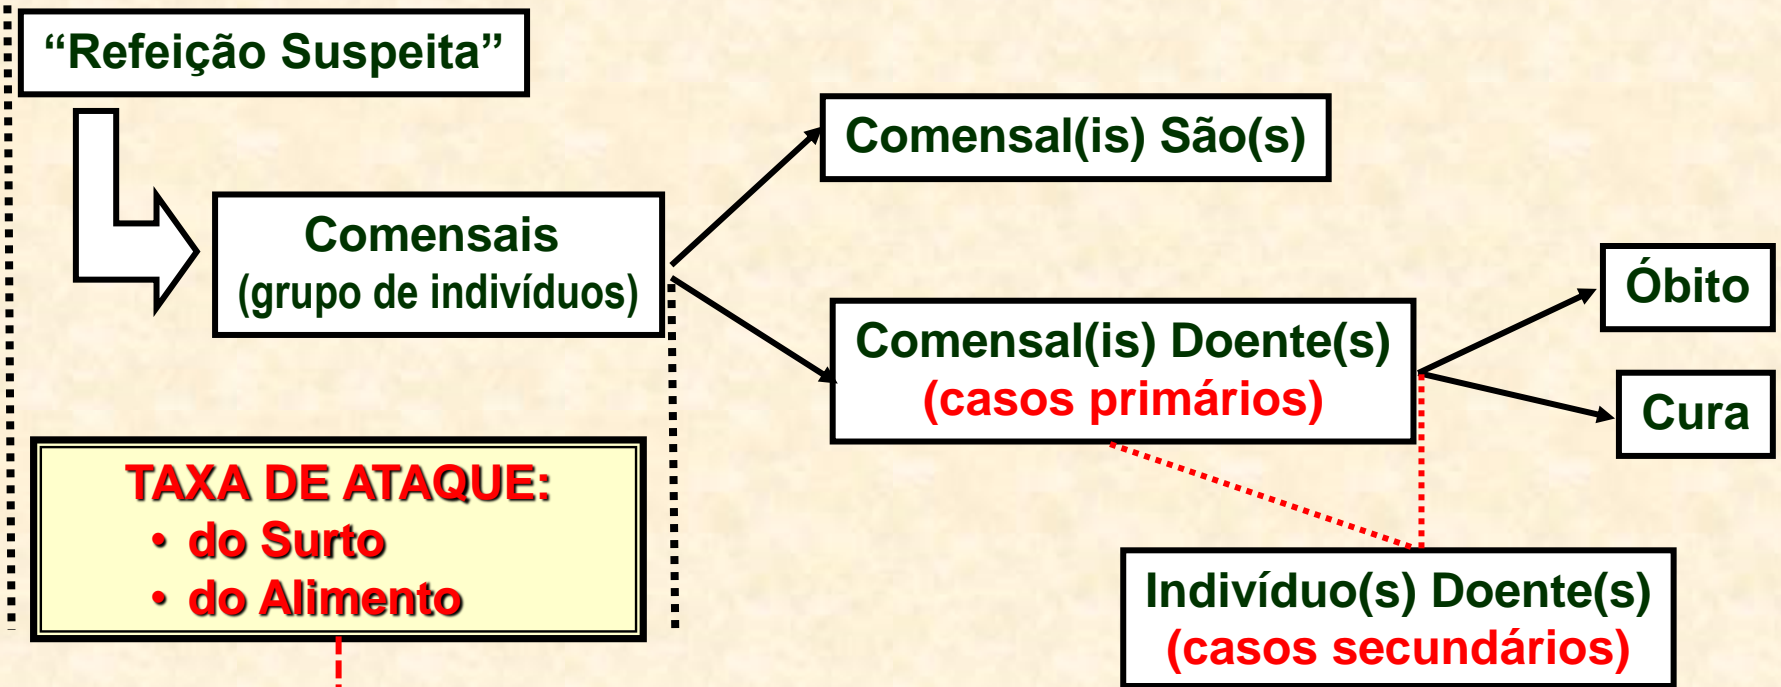 “Refeição Suspeita”
Comensais
(grupo de indivíduos)
Comensal(is) São(s)
Comensal(is) Doente(s)
(casos primários)
Óbito
Cura
TAXA DE ATAQUE:
• do Surto
• do Alimento
Indivíduo(s) Doente(s)
(casos secundários)